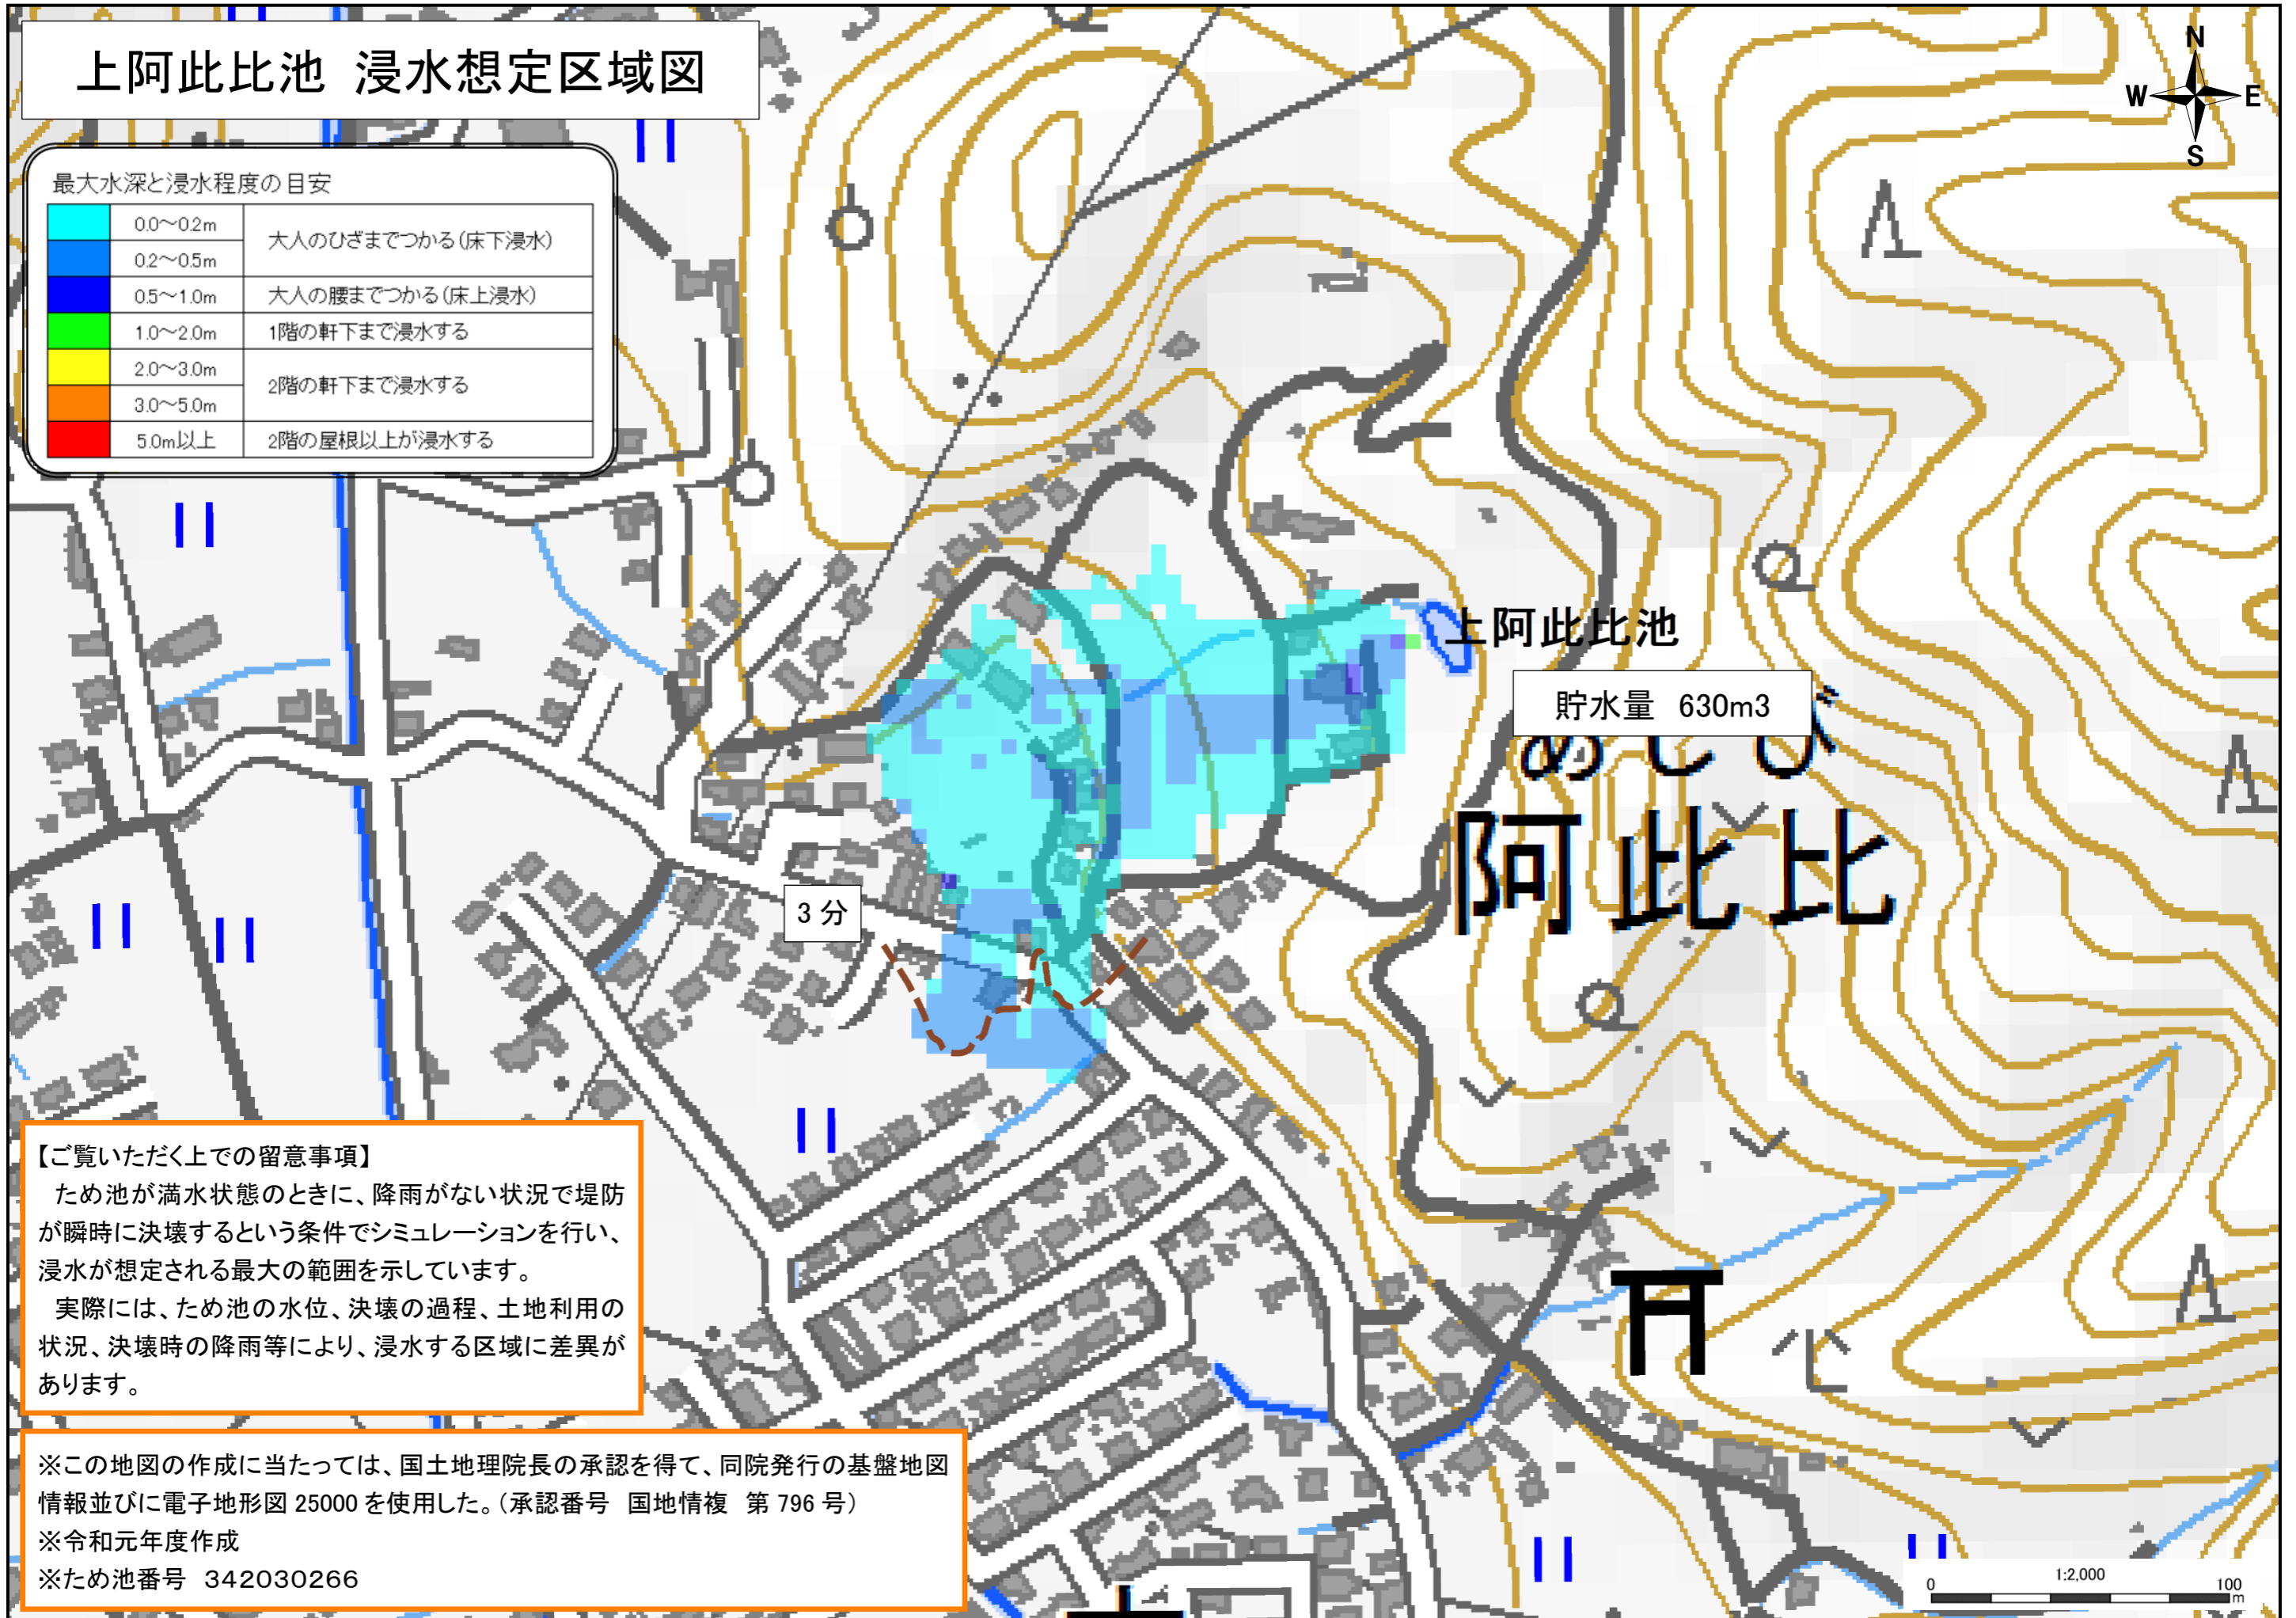 上阿此比池 浸水想定区域図
N
W E
S
最大水深と浸水程度の目安
0.0～0.2m
大人のひざまでつかる(床下浸水)
0.2～0.5m
0.5～1.0m 大人の腰までつかる(床上浸水)
1.0～2.0m 1階の軒下まで浸水する
2.0～3.0m
2階の軒下まで浸水する
3.0～5.0m
5.0m以上 2階の屋根以上が浸水する
上阿此比池
貯水量 630m3
あじび
阿此比
3分
【ご覧いただく上での留意事項】
ため池が満水状態のときに、降雨がない状況で堤防
が瞬時に決壊するという条件でシミュレーションを行い、
浸水が想定される最大の範囲を示しています。
実際には、ため池の水位、決壊の過程、土地利用の
状況、決壊時の降雨等により、浸水する区域に差異が
あります。
※この地図の作成に当たっては、国土地理院長の承認を得て、同院発行の基盤地図
情報並びに電子地形図 25000 を使用した。(承認番号 国地情複 第 796 号)
※令和元年度作成
※ため池番号 342030266
1:2,000
0 100
m